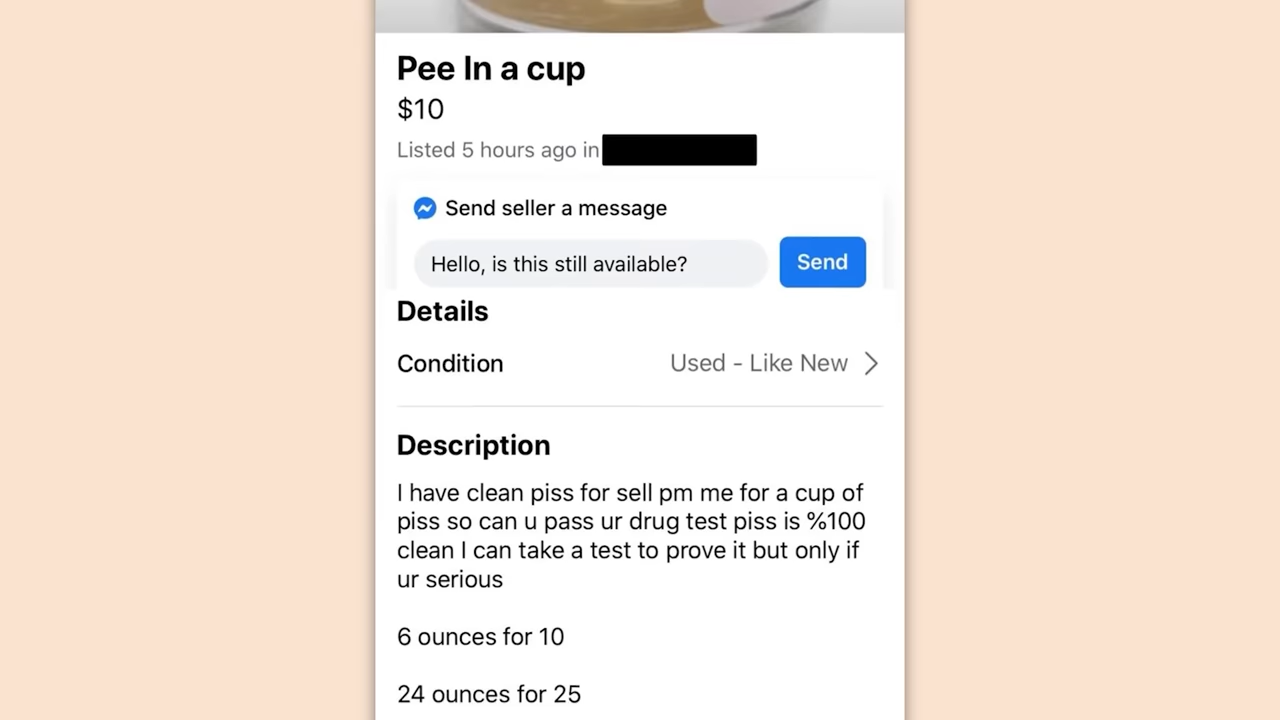 Pee In a cup
$10
Listed 5 hours ago in
Send seller a message
Hello, is this still available?
Send
Details
Condition
Used - Like New
Description
I have clean piss for sell pm me for a cup of
piss so can u pass ur drug test piss is %100
clean I can take a test to prove it but only if
ur serious
6 ounces for 10
24 ounces for 25